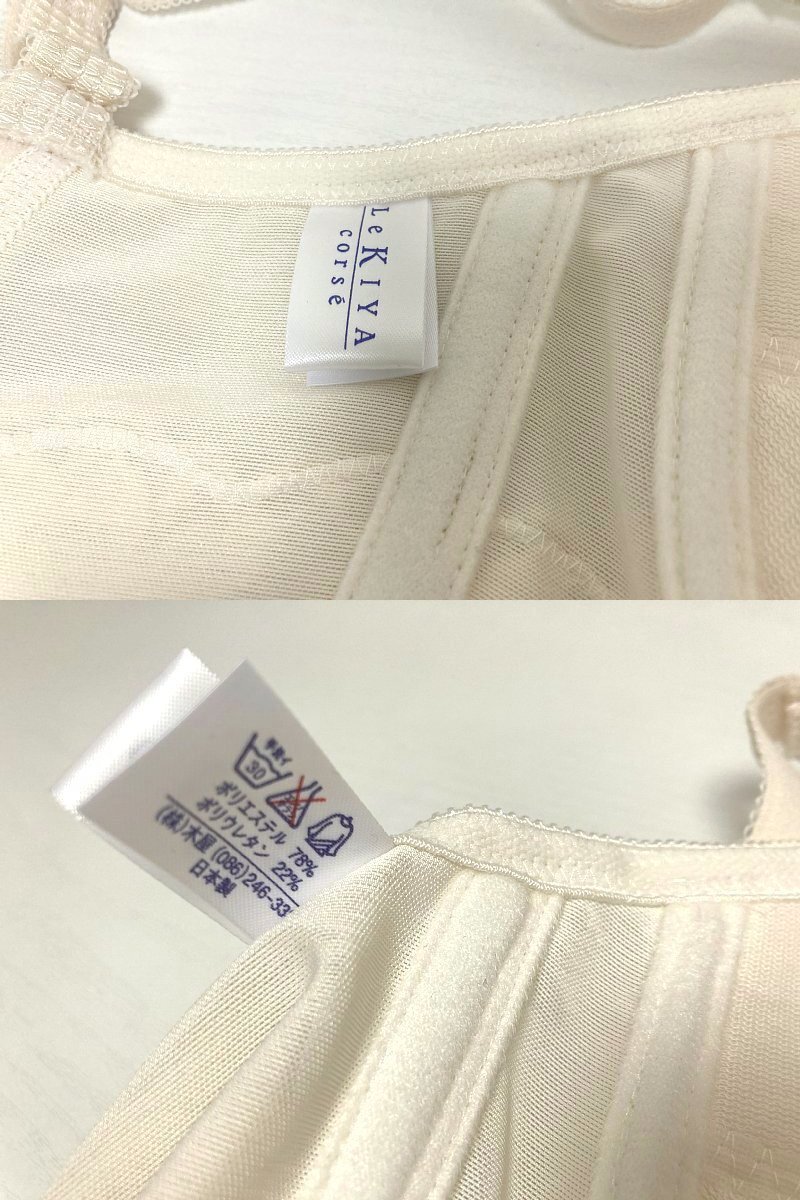 Le KIYA
corsé
手洗イ
30
ポリエステル 78%
ポリウレタン 22%
(株)木屋 (086)246-33
日本製